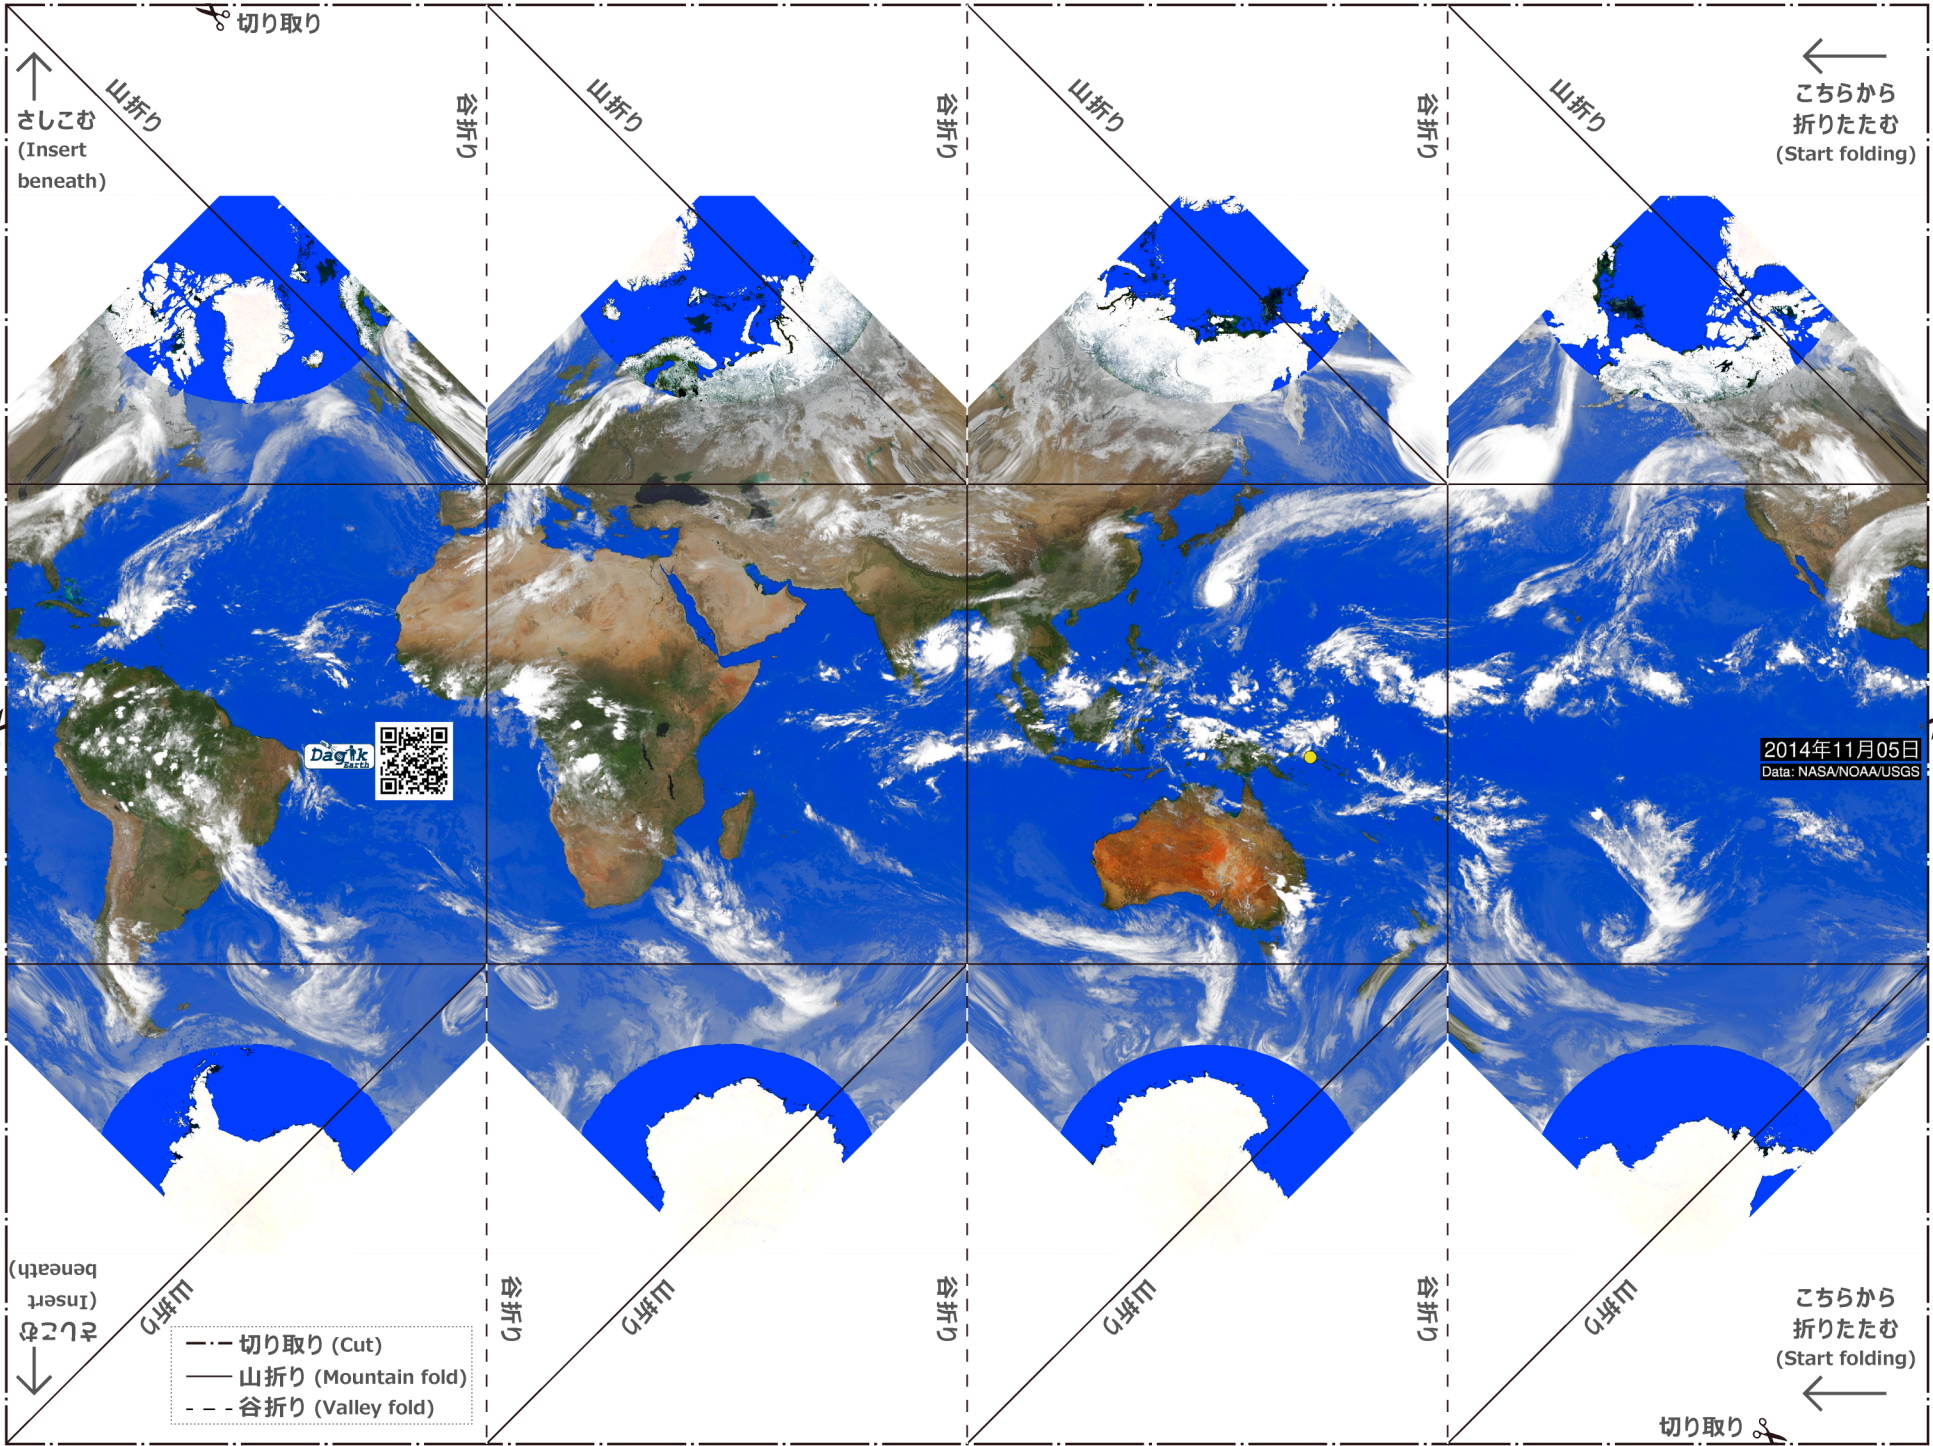 切り取り
山折り
谷折り
山折り
谷折り
山折り
谷折り
山折り
さしこむ
(Insert
beneath)
こちらから
折りたたむ
(Start folding)
Dagik
Earth
2014年11月05日
Data: NASA/NOAA/USGS
さしこむ
(Insert
beneath)
山折り
谷折り
山折り
谷折り
山折り
谷折り
山折り
こちらから
折りたたむ
(Start folding)
切り取り (Cut)
山折り (Mountain fold)
谷折り (Valley fold)
切り取り